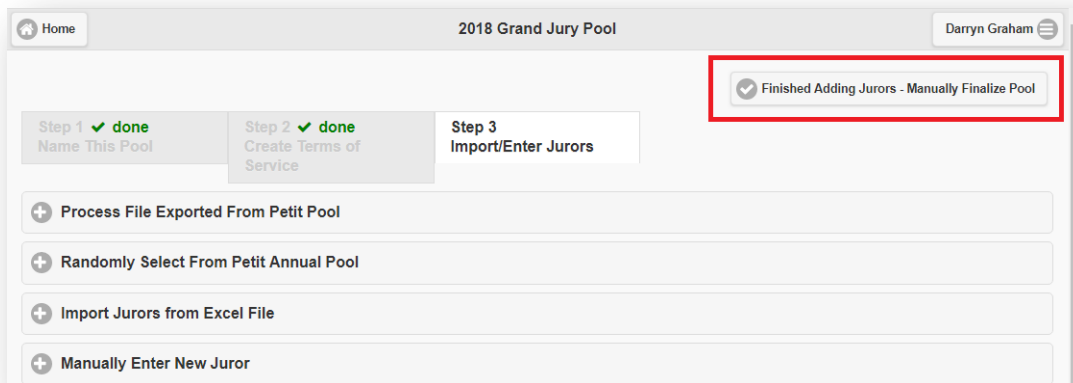 Home
2018 Grand Jury Pool
Darryn Graham
Finished Adding Jurors - Manually Finalize Pool
Step 1 ✔ done
Name This Pool
Step 2 ✔ done
Create Terms of
Service
Step 3
Import/Enter Jurors
Process File Exported From Petit Pool
Randomly Select From Petit Annual Pool
Import Jurors from Excel File
Manually Enter New Juror